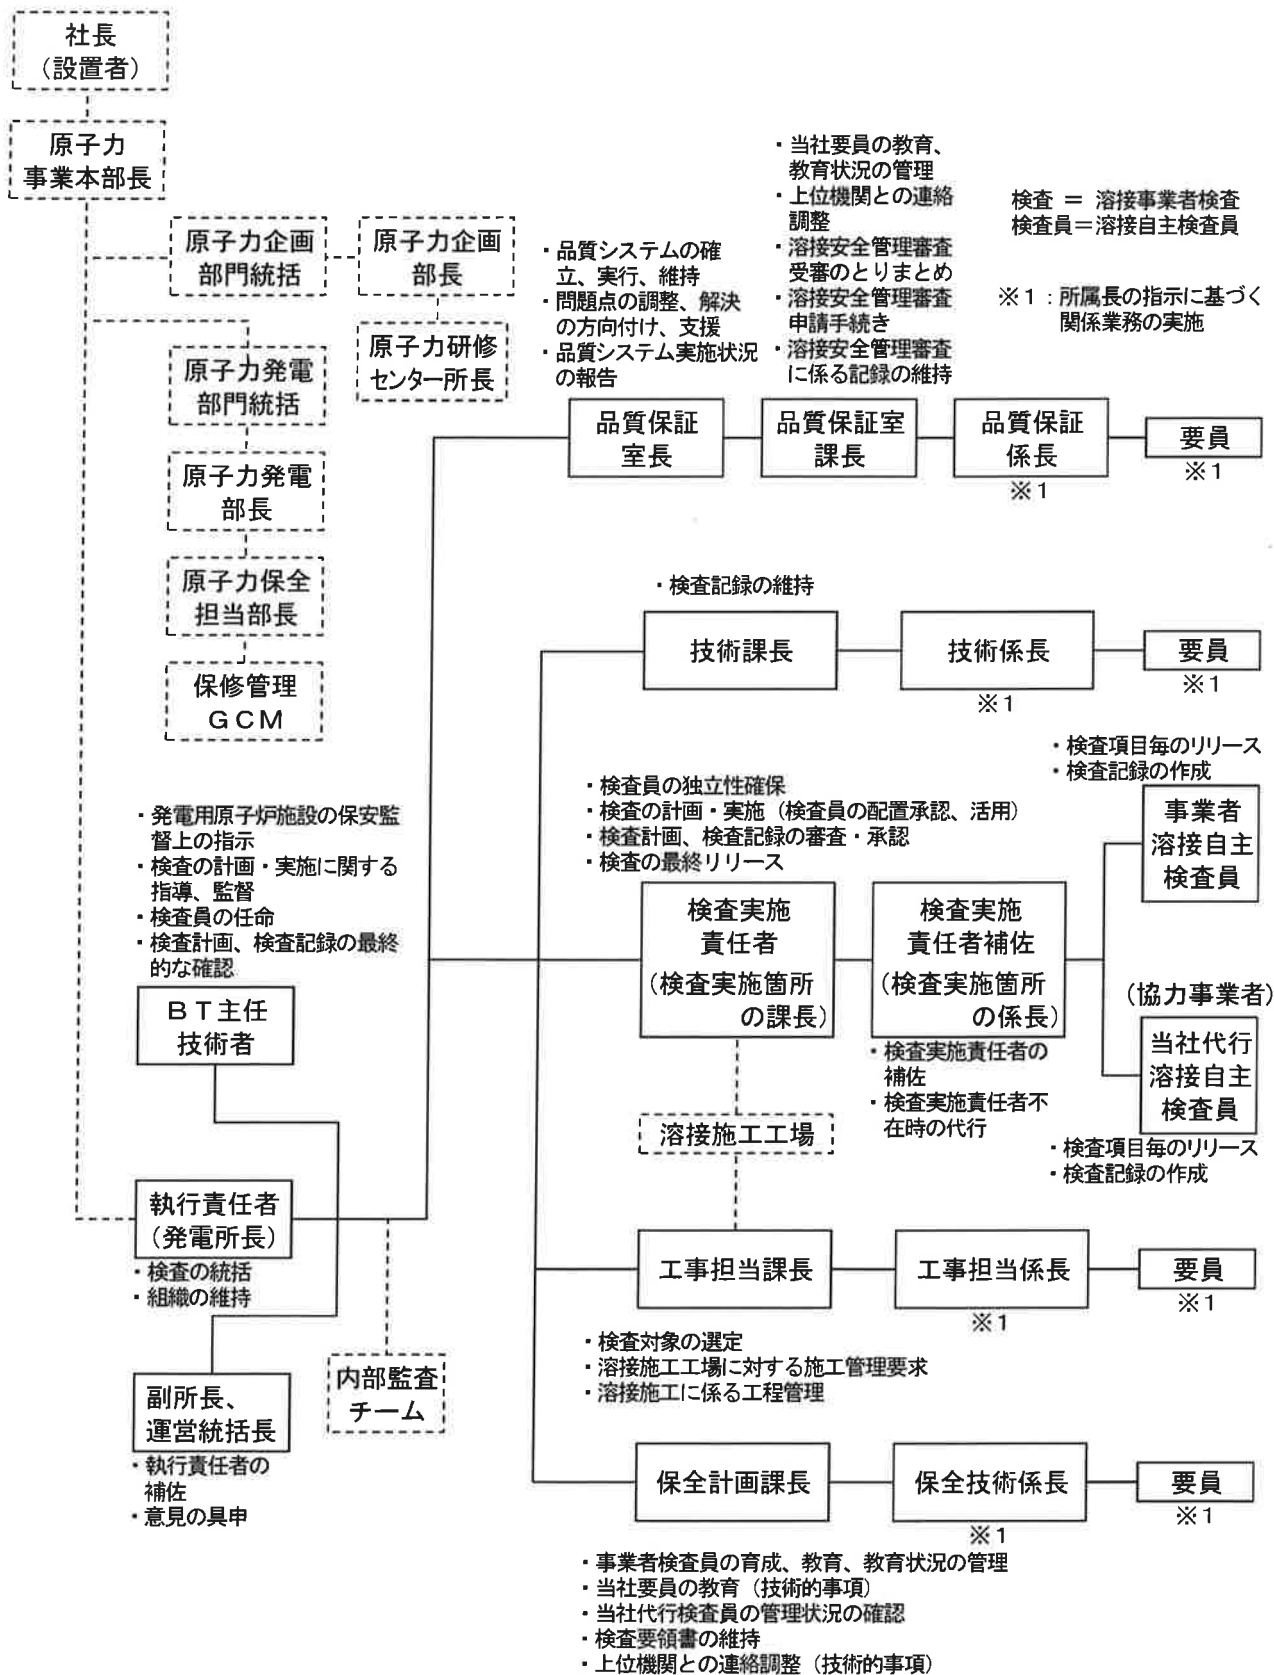 社長
（設置者）
原子力
事業本部長
原子力企画
部門統括
原子力企画
部長
原子力研修
センター所長
原子力発電
部門統括
原子力発電
部長
原子力保全
担当部長
保修管理
ＧＣＭ
・品質システムの確
立、実行、維持
・問題点の調整、解決
の方向付け、支援
・品質システム実施状況
の報告
・当社要員の教育、
教育状況の管理
・上位機関との連絡
調整
・溶接安全管理審査
受審のとりまとめ
・溶接安全管理審査
申請手続き
・溶接安全管理審査
に係る記録の維持
検査 ＝ 溶接事業者検査
検査員＝溶接自主検査員
※１：所属長の指示に基づく
関係業務の実施
品質保証
室長
品質保証室
課長
品質保証
係長
※１
要員
※１
・検査記録の維持
技術課長
技術係長
※１
要員
※１
・検査員の独立性確保
・検査の計画・実施（検査員の配置承認、活用）
・検査計画、検査記録の審査・承認
・検査の最終リリース
検査実施
責任者
（検査実施箇所
の課長）
検査実施
責任者補佐
（検査実施箇所
の係長）
・検査実施責任者の
補佐
・検査実施責任者不
在時の代行
・検査項目毎のリリース
・検査記録の作成
事業者
溶接自主
検査員
（協力事業者）
当社代行
溶接自主
検査員
・検査項目毎のリリース
・検査記録の作成
・発電用原子炉施設の保安監
督上の指示
・検査の計画・実施に関する
指導、監督
・検査員の任命
・検査計画、検査記録の最終
的な確認
ＢＴ主任
技術者
執行責任者
（発電所長）
・検査の統括
・組織の維持
副所長、
運営統括長
・執行責任者の
補佐
・意見の具申
内部監査
チーム
溶接施工工場
工事担当課長
工事担当係長
※１
要員
※１
・検査対象の選定
・溶接施工工場に対する施工管理要求
・溶接施工に係る工程管理
保全計画課長
保全技術係長
※１
要員
※１
・事業者検査員の育成、教育、教育状況の管理
・当社要員の教育（技術的事項）
・当社代行検査員の管理状況の確認
・検査要領書の維持
・上位機関との連絡調整（技術的事項）